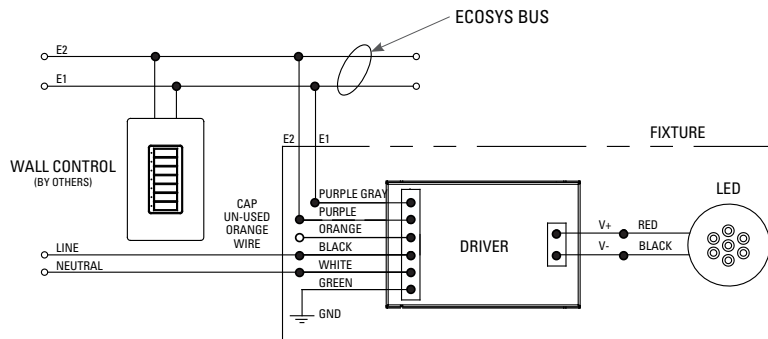 ECOSYS BUS
E2
E1
E2 E1
FIXTURE
WALL CONTROL
(BY OTHERS)
CAP
UN-USED
ORANGE
WIRE
PURPLE GRAY
PURPLE
ORANGE
BLACK
WHITE
GREEN
GND
LINE
NEUTRAL
DRIVER
V+ RED
V- BLACK
LED